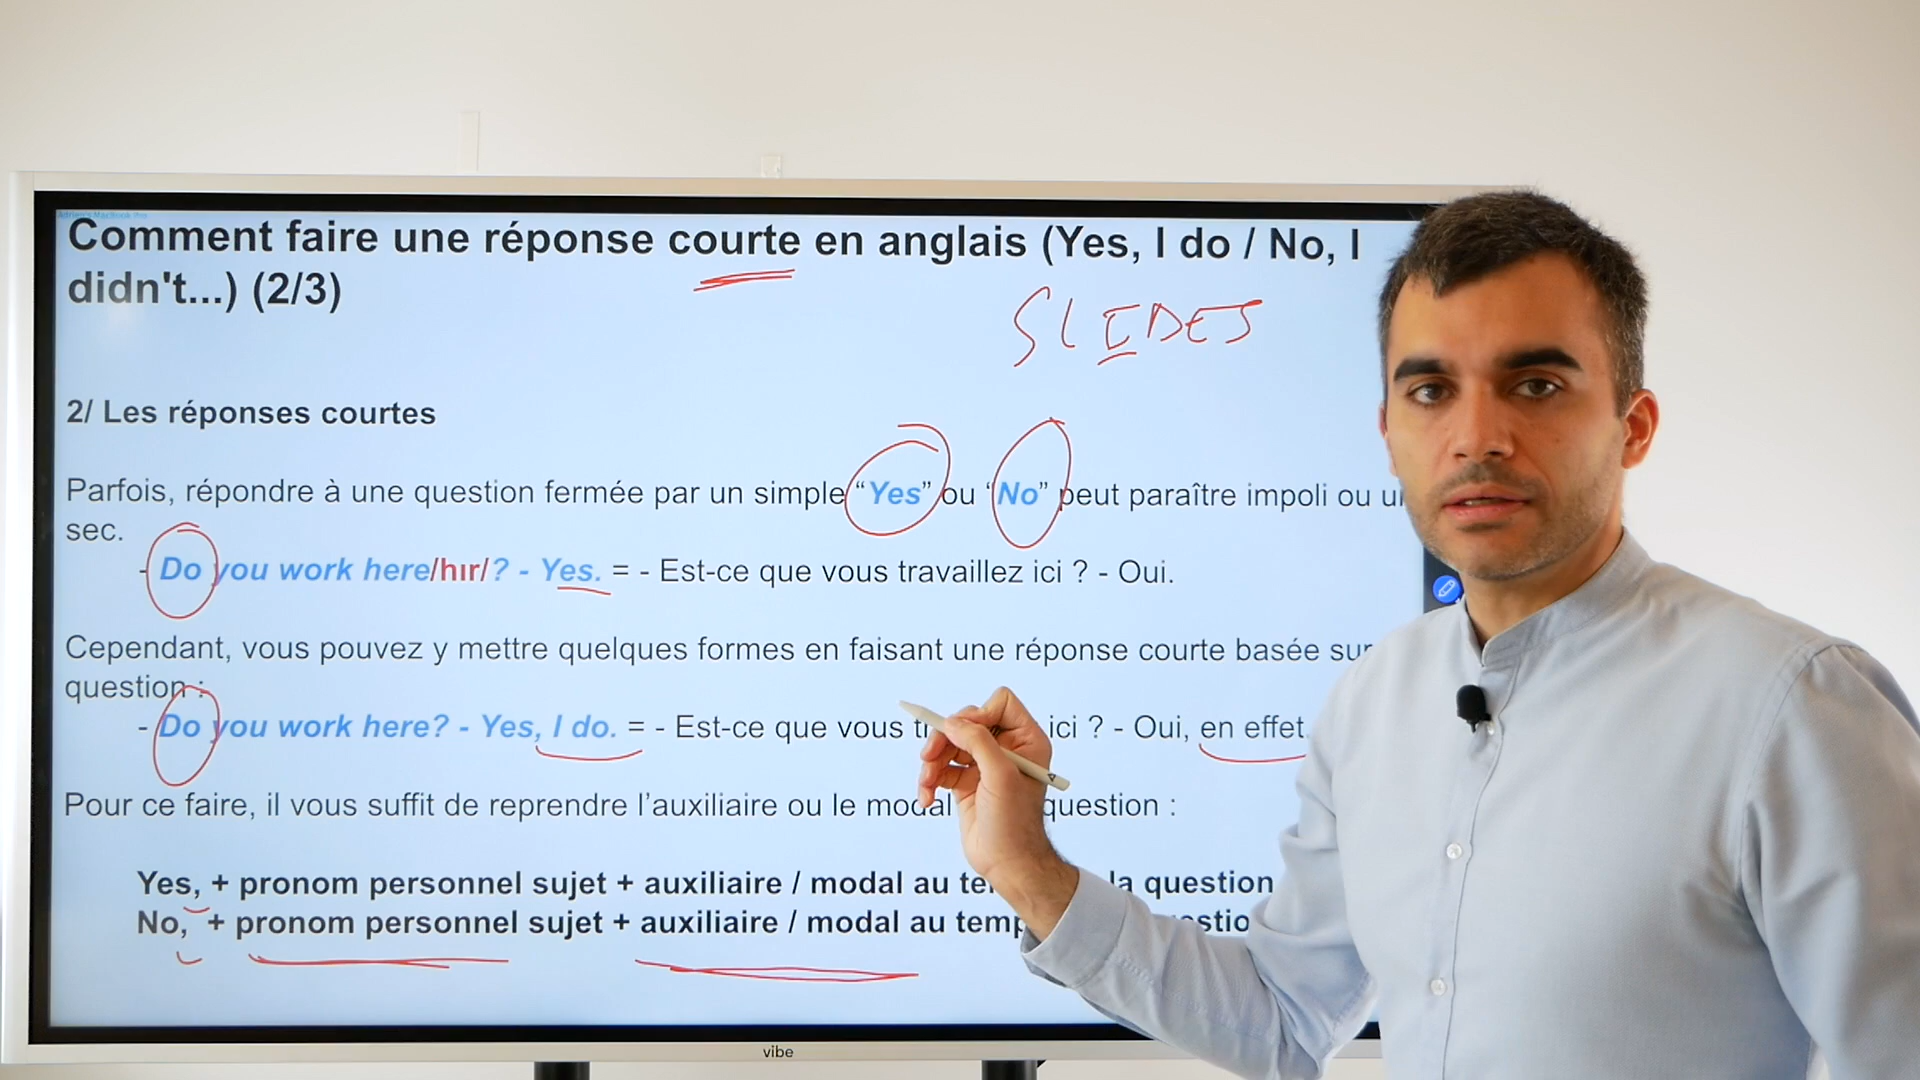 Adrien's MacBook Pro
Comment faire une réponse courte en anglais (Yes, I do / No, I
didn't...) (2/3)
SLIDES
2/ Les réponses courtes
Parfois, répondre à une question fermée par un simple “Yes” ou “No” peut paraître impoli ou
sec.
- Do you work here/hır/? - Yes. = - Est-ce que vous travaillez ici ? - Oui.
Cependant, vous pouvez y mettre quelques formes en faisant une réponse courte basée sur
question :
- Do you work here? - Yes, I do. = - Est-ce que vous ici ? - Oui, en effet.
Pour ce faire, il vous suffit de reprendre l’auxiliaire ou le modal question :
Yes, + pronom personnel sujet + auxiliaire / modal au la question
No, + pronom personnel sujet + auxiliaire / modal au
vibe